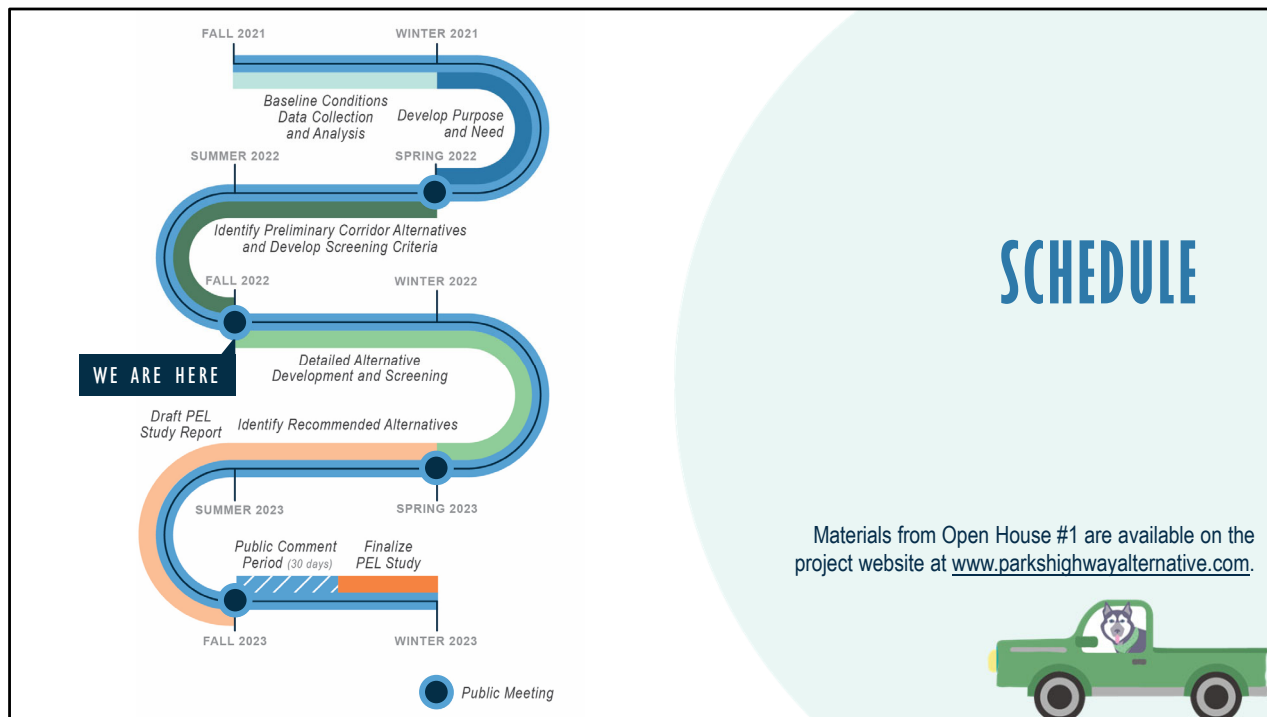 FALL 2021
WINTER 2021
Baseline Conditions
Data Collection
and Analysis
Develop Purpose
and Need
SUMMER 2022
SPRING 2022
Identify Preliminary Corridor Alternatives
and Develop Screening Criteria
FALL 2022
WINTER 2022
WE ARE HERE
Detailed Alternative
Development and Screening
Draft PEL
Study Report
Identify Recommended Alternatives
SUMMER 2023
SPRING 2023
Public Comment
Period (30 days)
Finalize
PEL Study
FALL 2023
WINTER 2023
Public Meeting
SCHEDULE
Materials from Open House #1 are available on the
project website at www.parkshighwayalternative.com.